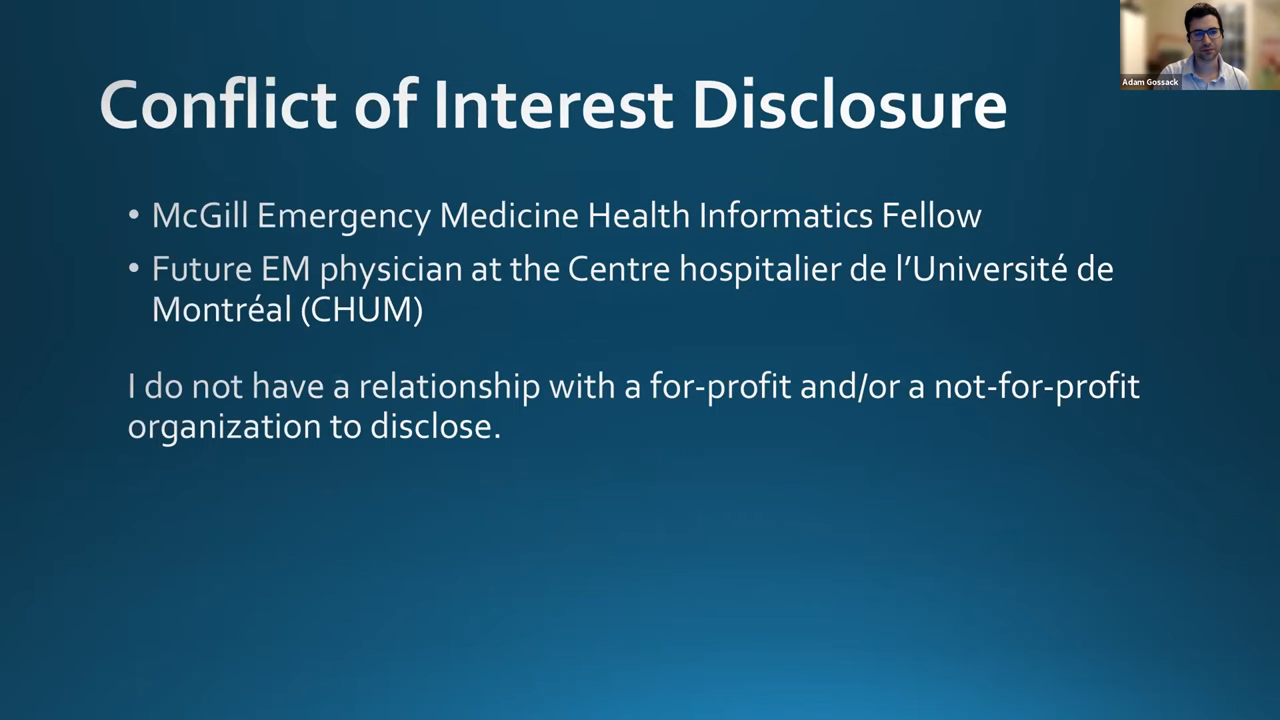 Adam Gossack
Conflict of Interest Disclosure
• McGill Emergency Medicine Health Informatics Fellow
• Future EM physician at the Centre hospitalier de l’Université de
Montréal (CHUM)
I do not have a relationship with a for-profit and/or a not-for-profit
organization to disclose.